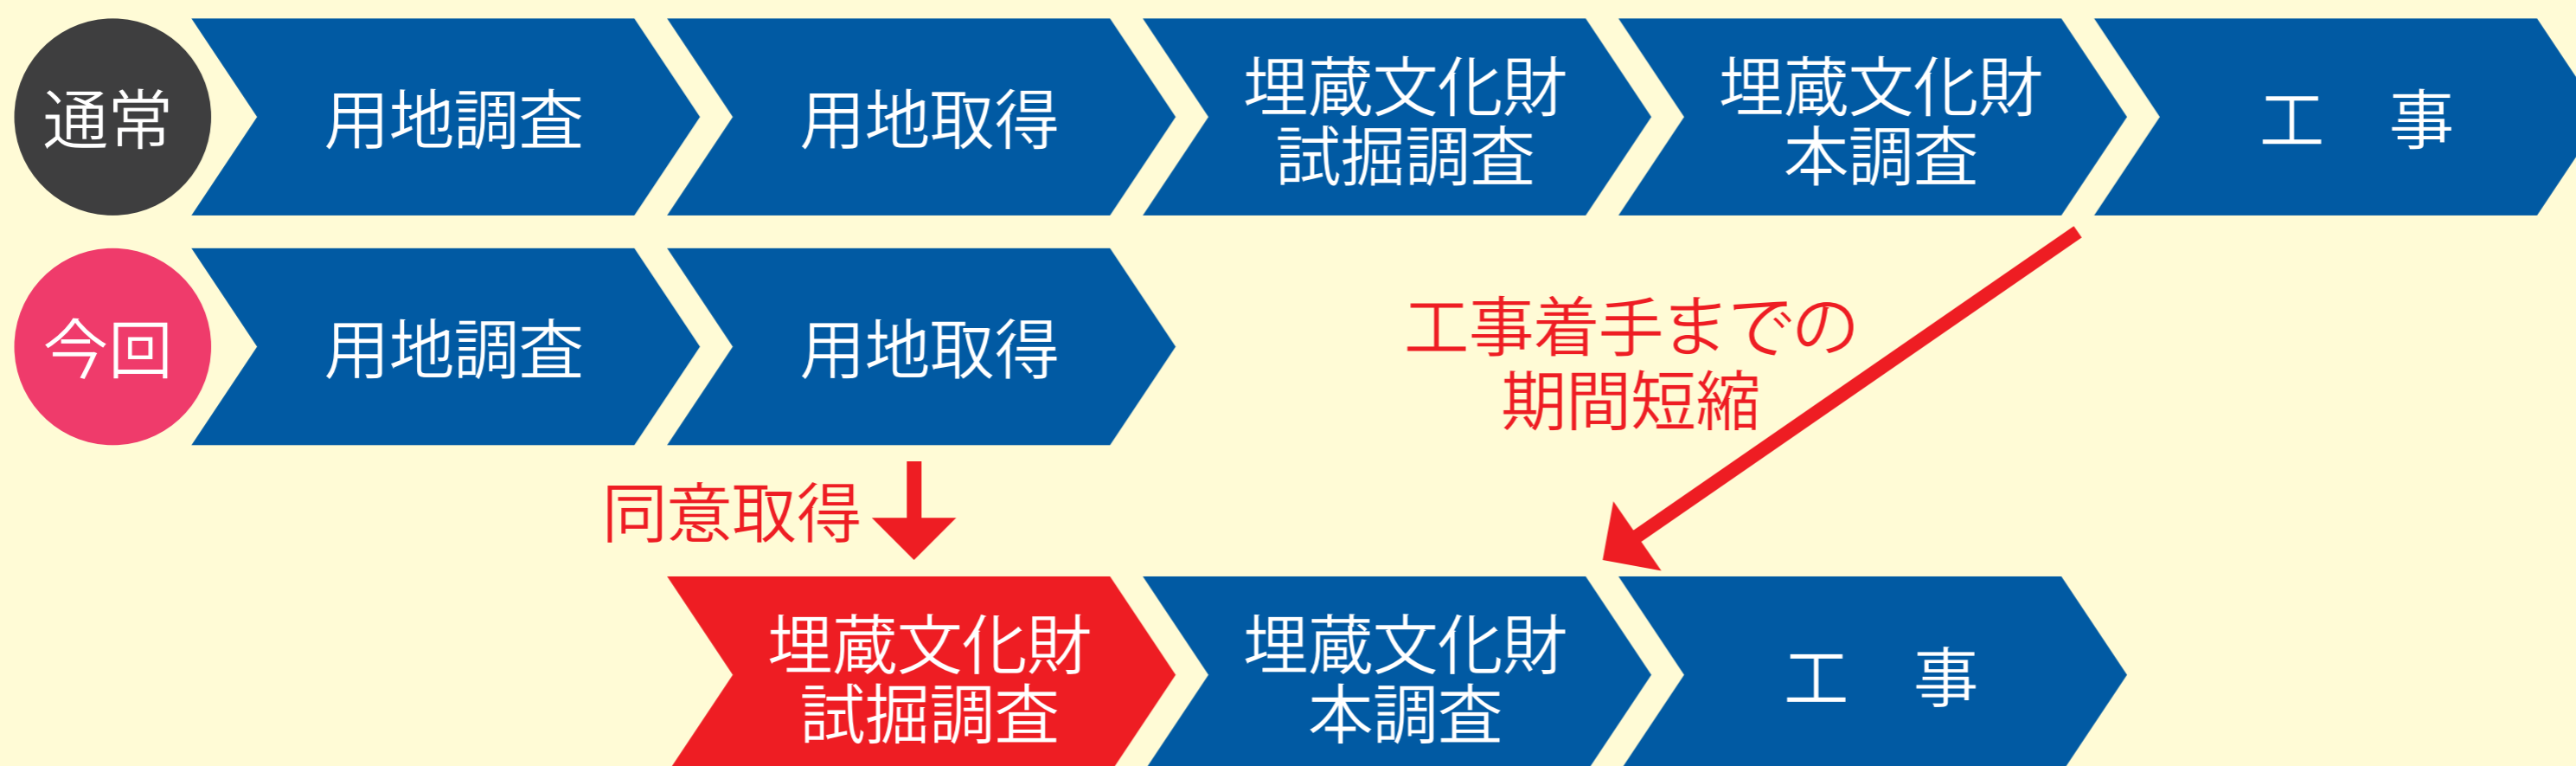 通常
用地調査
用地取得
埋蔵文化財
試掘調査
埋蔵文化財
本調査
工　事
今回
用地調査
用地取得
工事着手までの
期間短縮
同意取得
埋蔵文化財
試掘調査
埋蔵文化財
本調査
工　事